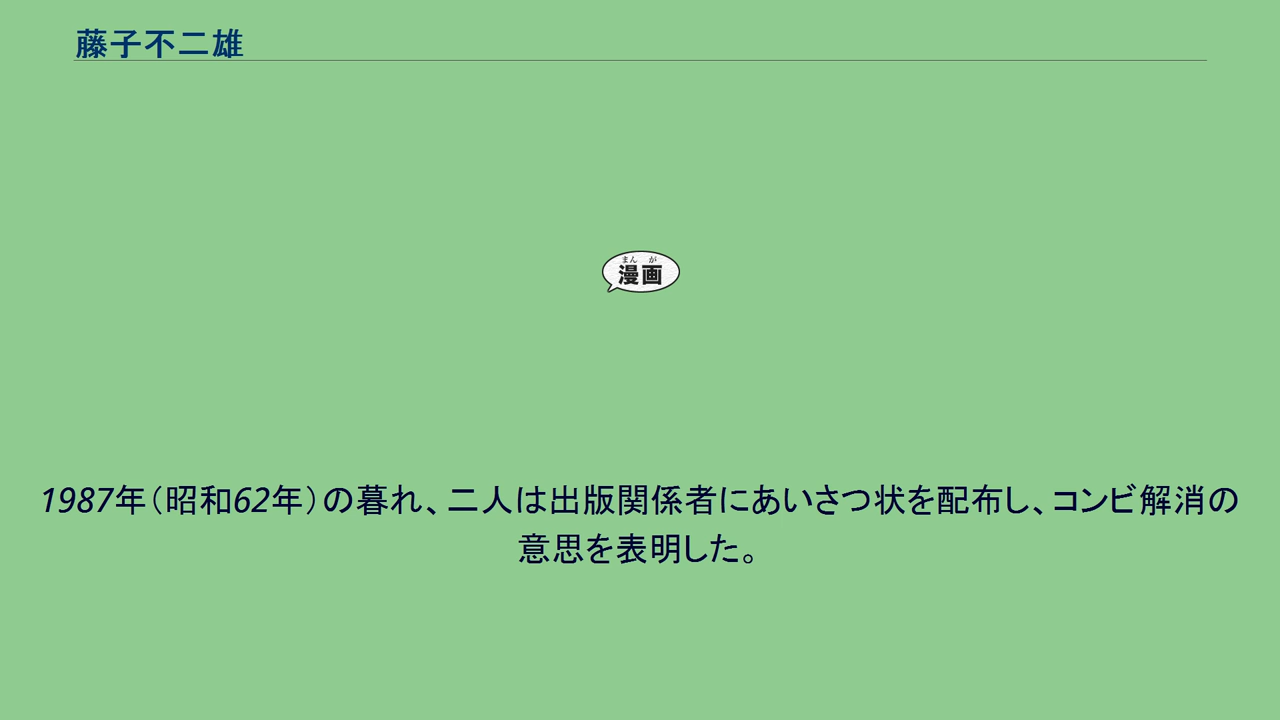 藤子不二雄
まん が
漫画
1987年（昭和62年）の暮れ、二人は出版関係者にあいさつ状を配布し、コンビ解消の
意思を表明した。